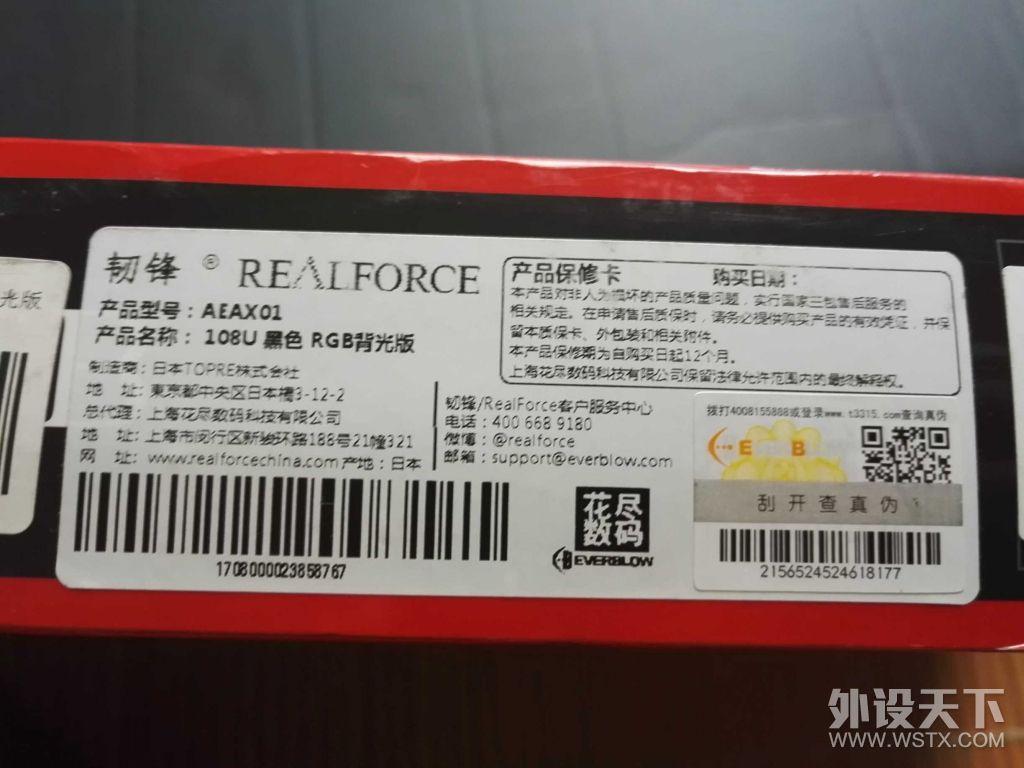 光版
韧锋 ® REALFORCE
产品型号：AEAX01
产品名称：108U 黑色 RGB背光版
制造商：日本TOPRE株式会社
地 址：東京都中央区日本橋3-12-2
总代理：上海花尽数码科技有限公司
地 址：上海市闵行区新骏环路188号21幢321
网 址：www.realforcechina.com 产地：日本
韧锋/RealForce客户服务中心
电话：400 668 9180
微博：@realforce
邮箱：support@everblow.com
1708000023858767
花尽
数码
EVERBLOW
产品保修卡 购买日期：
本产品对非人为损坏的产品质量问题，实行国家三包售后服务的
相关规定。在申请售后质保时，请务必提供购买产品的有效凭证，并保
留本质保卡、外包装和相关附件。
本产品保修期为自购买日起12个月。
上海花尽数码科技有限公司保留法律允许范围内的最终解释权。
拨打4008155888或登录www.t3315.com查询真伪
E B
刮开查真伪
2156524524618177
外设天下
WWW.WSTX.COM